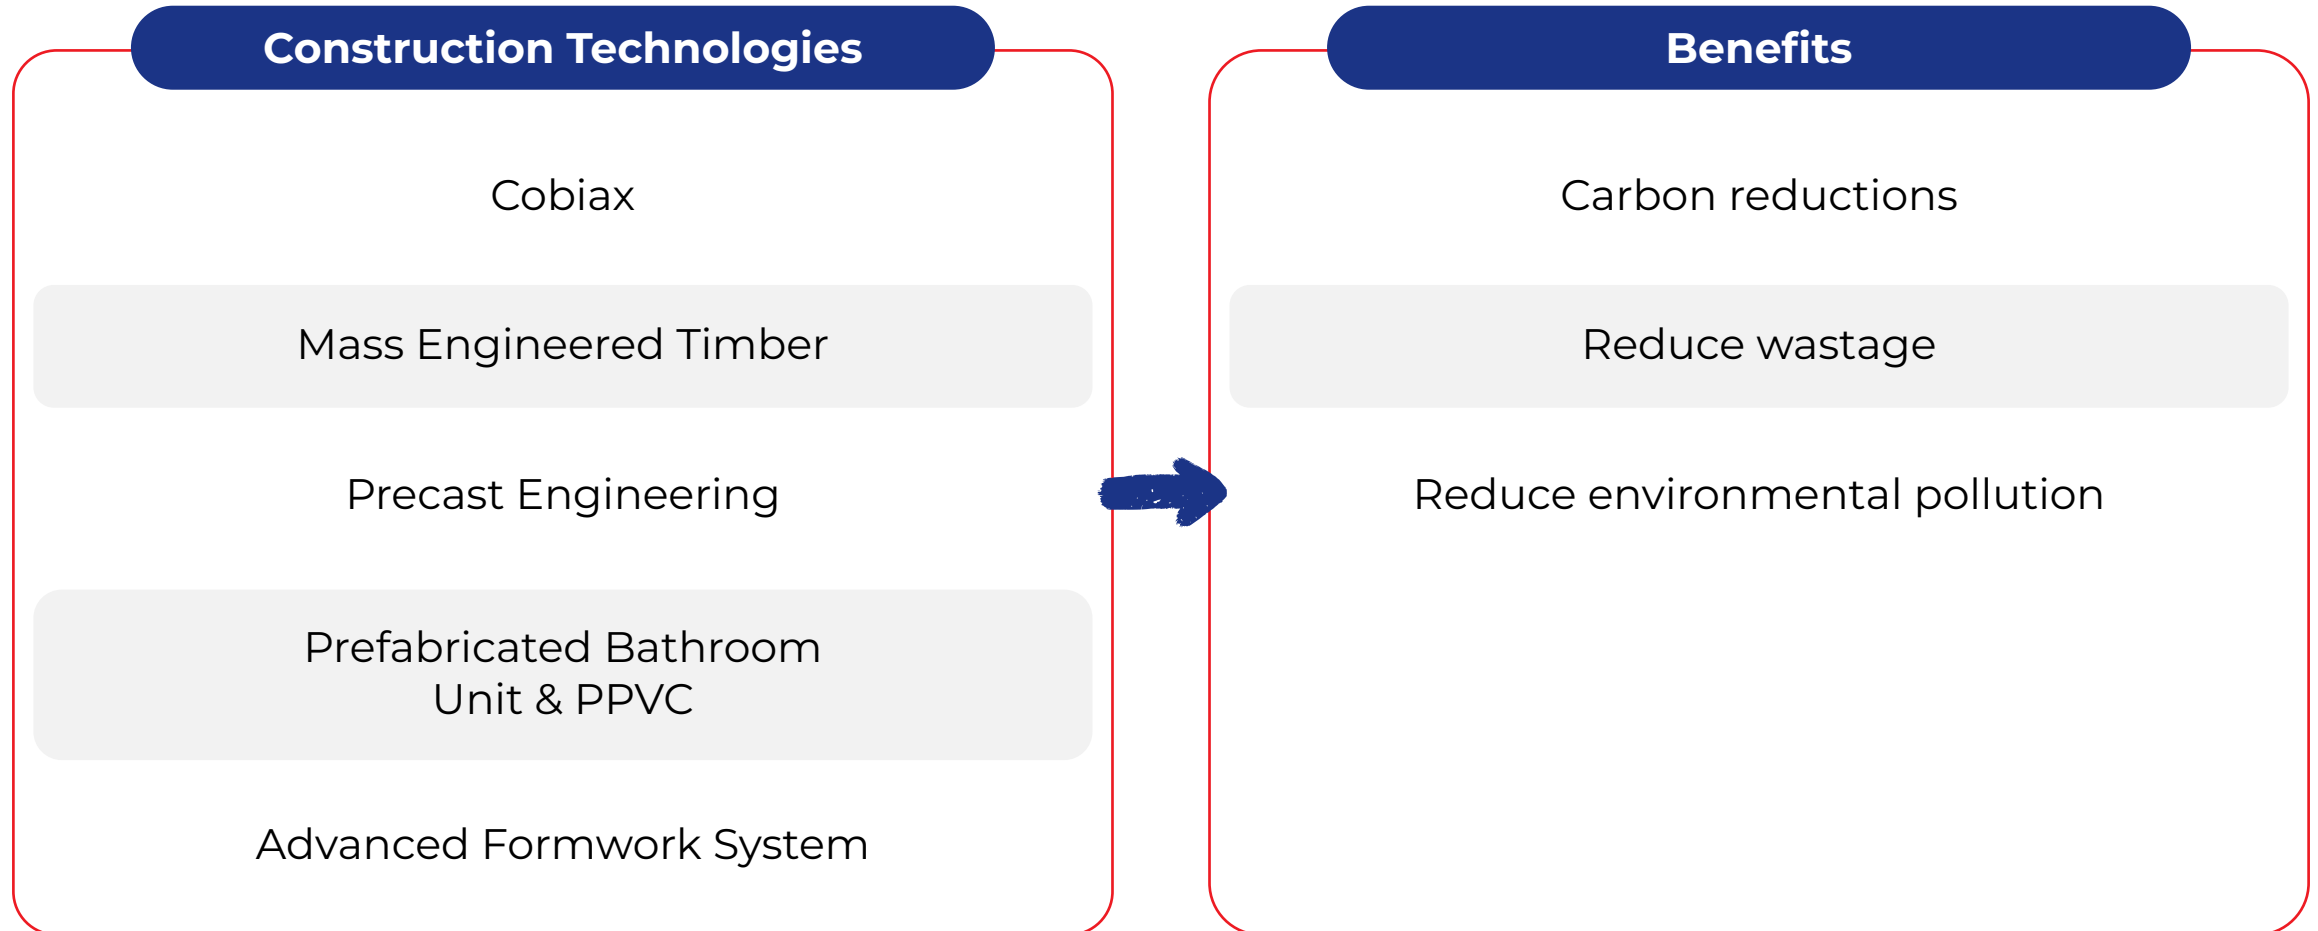 Construction Technologies
Cobiax
Mass Engineered Timber
Precast Engineering
Prefabricated Bathroom
Unit & PPVC
Advanced Formwork System
Benefits
Carbon reductions
Reduce wastage
Reduce environmental pollution